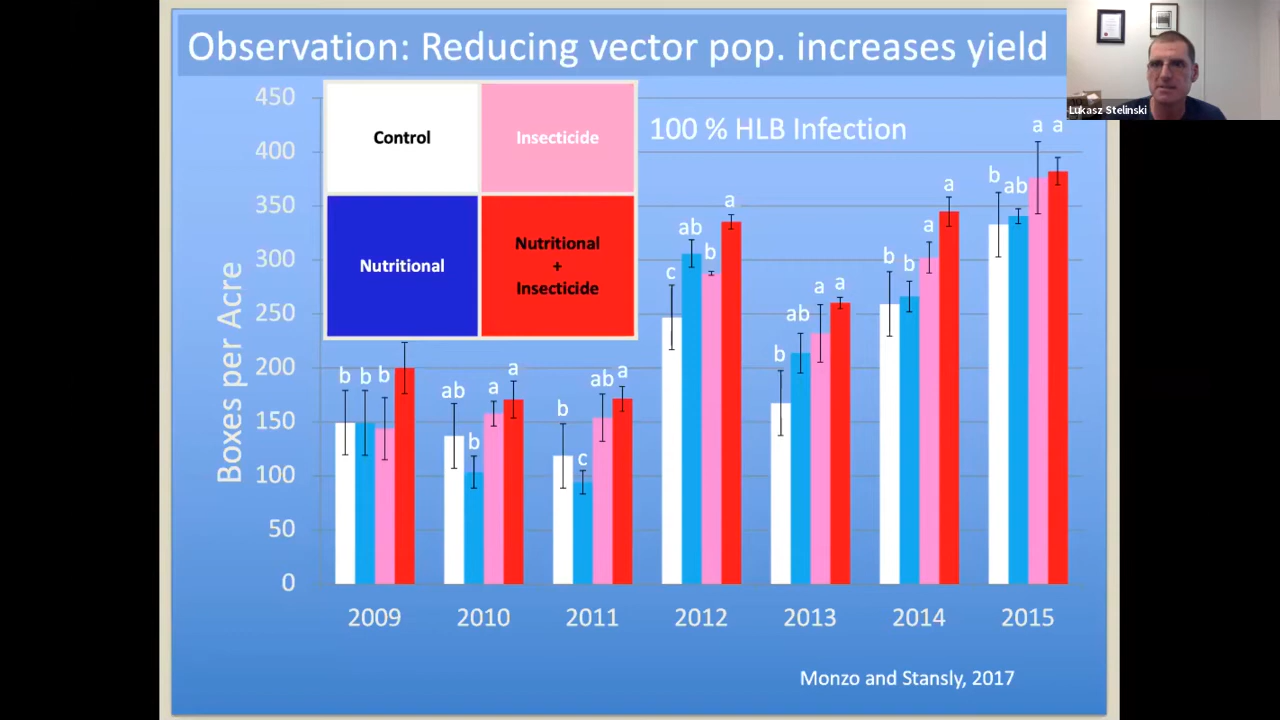 Observation: Reducing vector pop. increases yield
Lukasz Stelinski
Control
Insecticide
Nutritional
Nutritional
+
Insecticide
100 % HLB Infection
Boxes per Acre
450
400
350
300
250
200
150
100
50
0
b b b
ab b a a
b c ab a
c ab b a
b ab a a
b b a a
b ab a a
2009 2010 2011 2012 2013 2014 2015
Monzo and Stansly, 2017